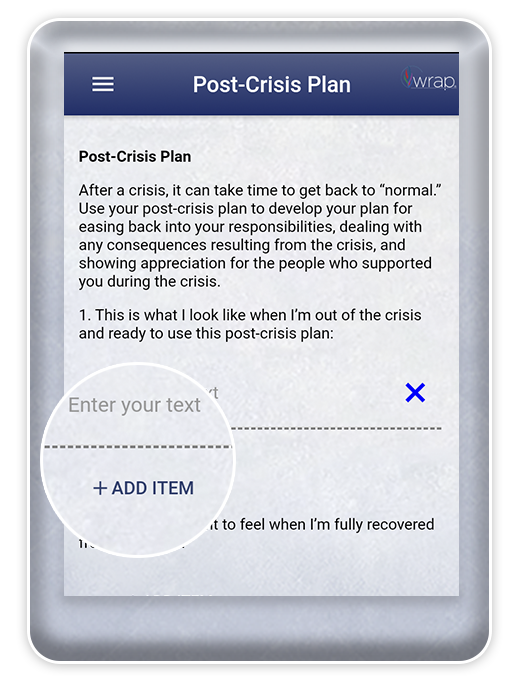 Post-Crisis Plan
wrap.
Post-Crisis Plan
After a crisis, it can take time to get back to “normal.”
Use your post-crisis plan to develop your plan for
easing back into your responsibilities, dealing with
any consequences resulting from the crisis, and
showing appreciation for the people who supported
you during the crisis.
1. This is what I look like when I’m out of the crisis
and ready to use this post-crisis plan:
Enter your text
+ ADD ITEM
to feel when I’m fully recovered